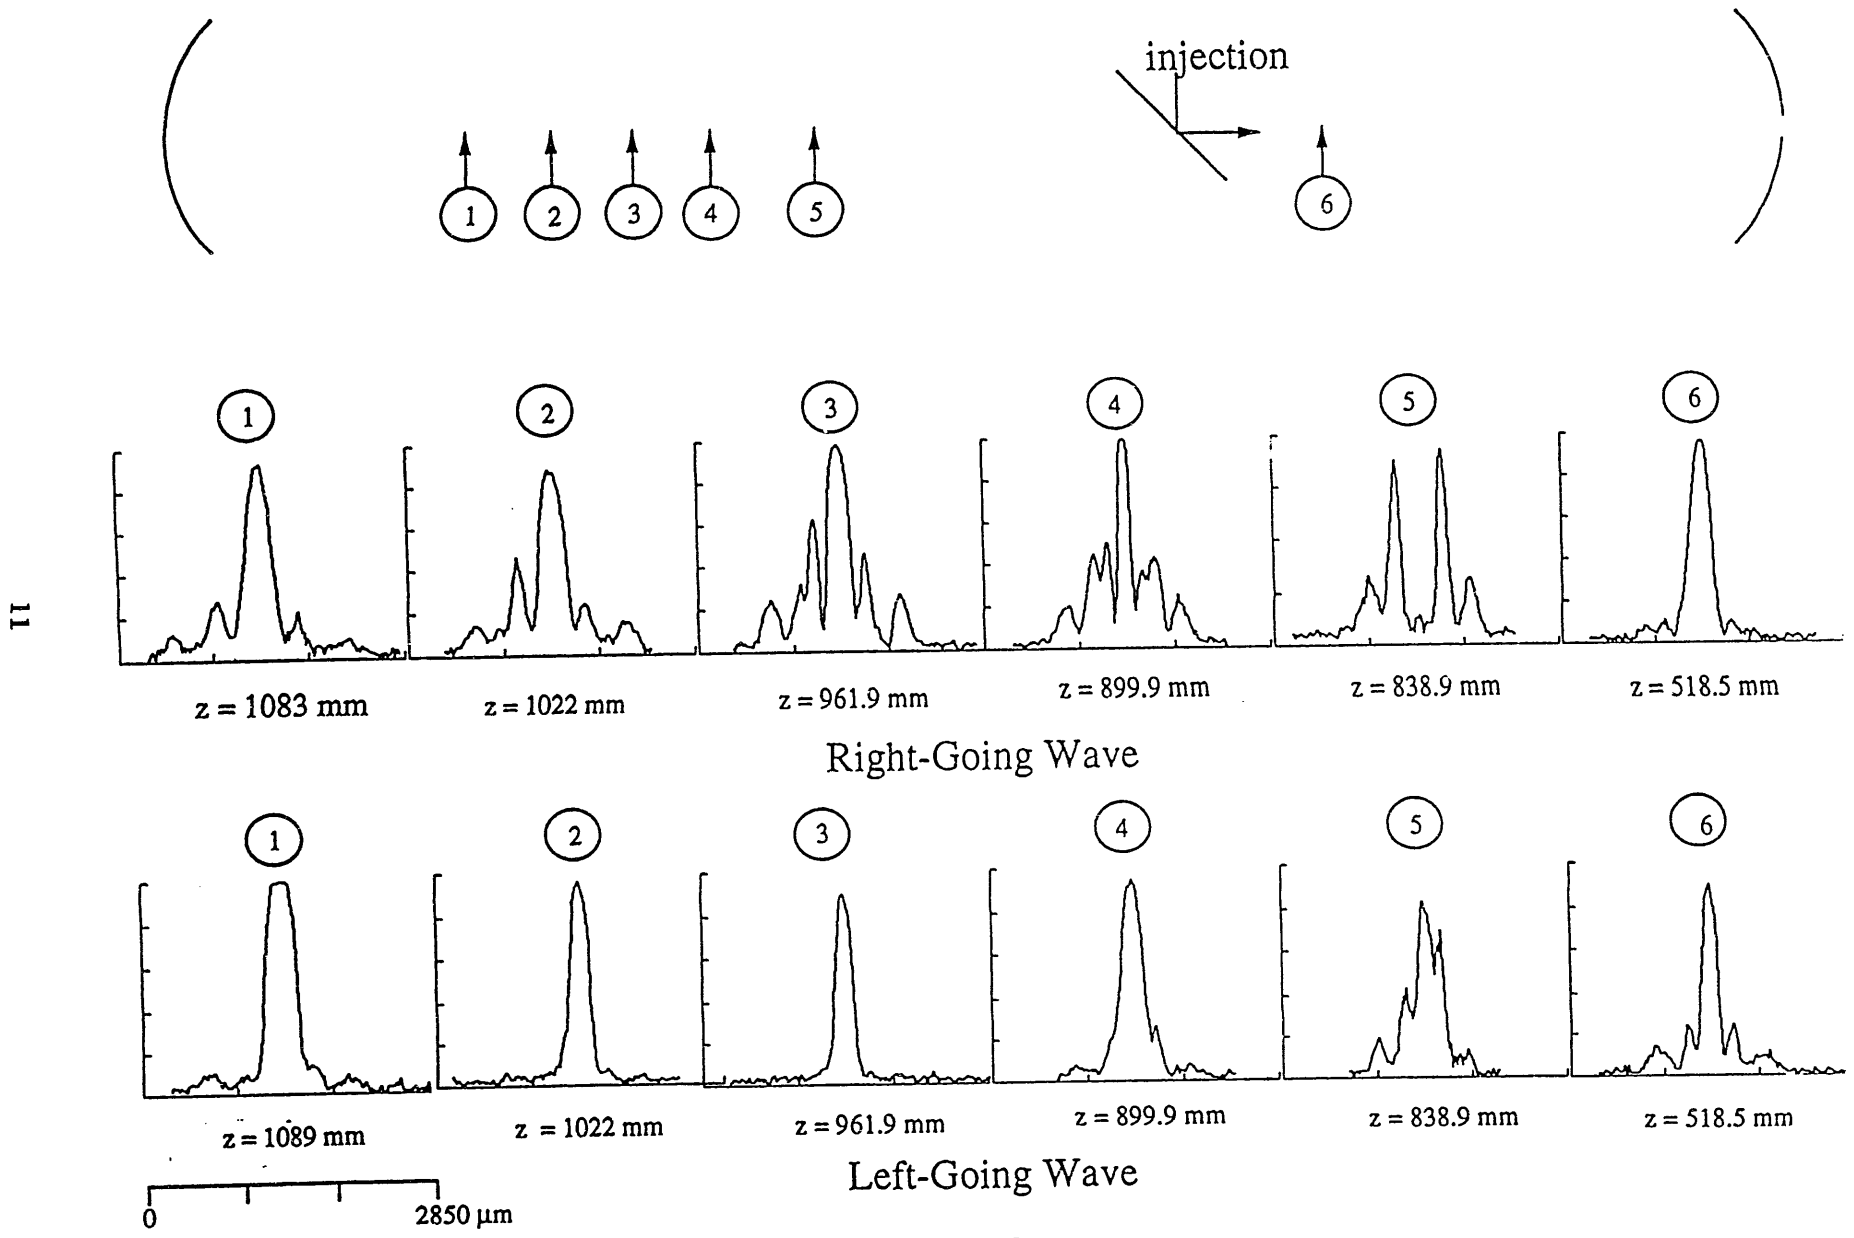 injection
1 2 3 4 5 6
1 2 3 4 5 6
z = 1083 mm z = 1022 mm z = 961.9 mm z = 899.9 mm z = 838.9 mm z = 518.5 mm
Right-Going Wave
11
1 2 3 4 5 6
z = 1089 mm z = 1022 mm z = 961.9 mm z = 899.9 mm z = 838.9 mm z = 518.5 mm
Left-Going Wave
0 2850 μm